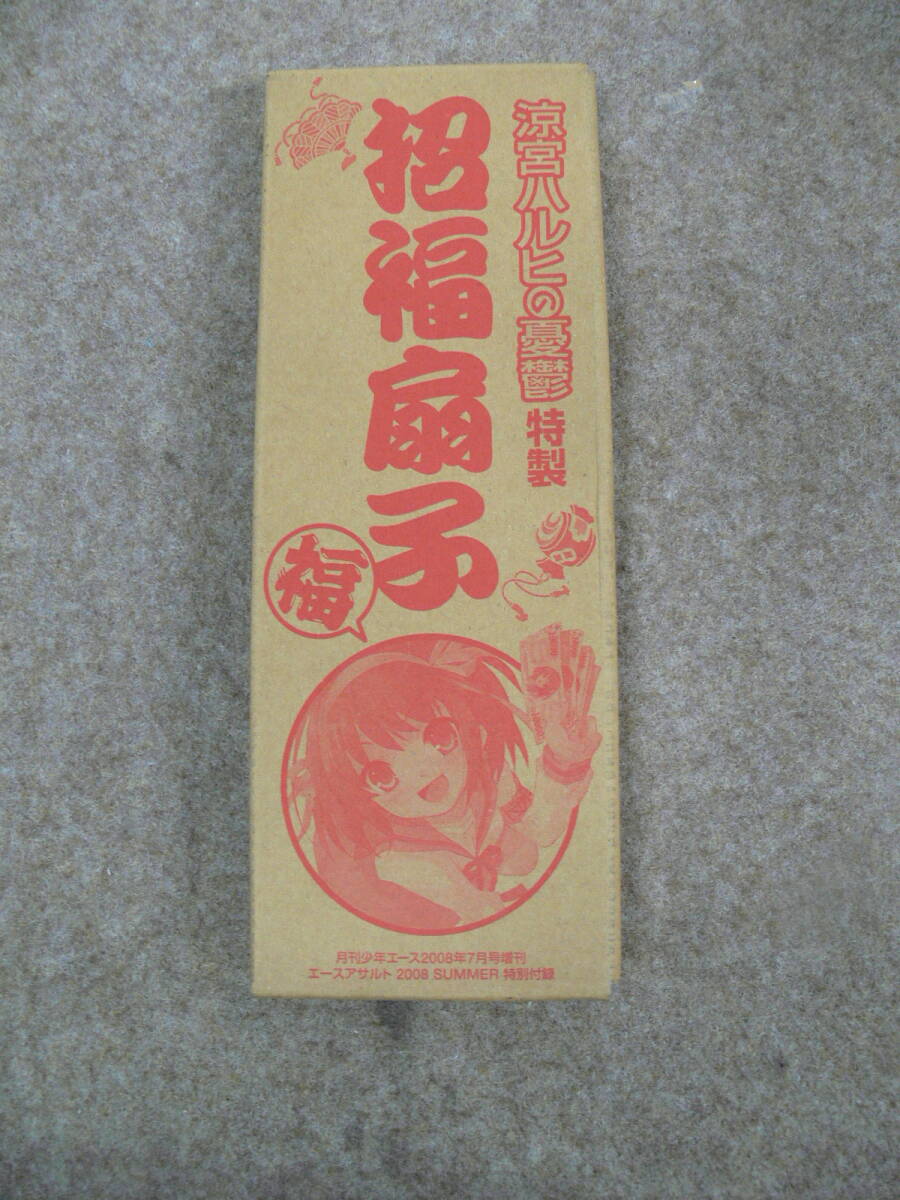 涼宮ハルヒの憂鬱 特製
招福扇子
福
月刊少年エース2008年7月号増刊
エースアサルト 2008 SUMMER 特別付録